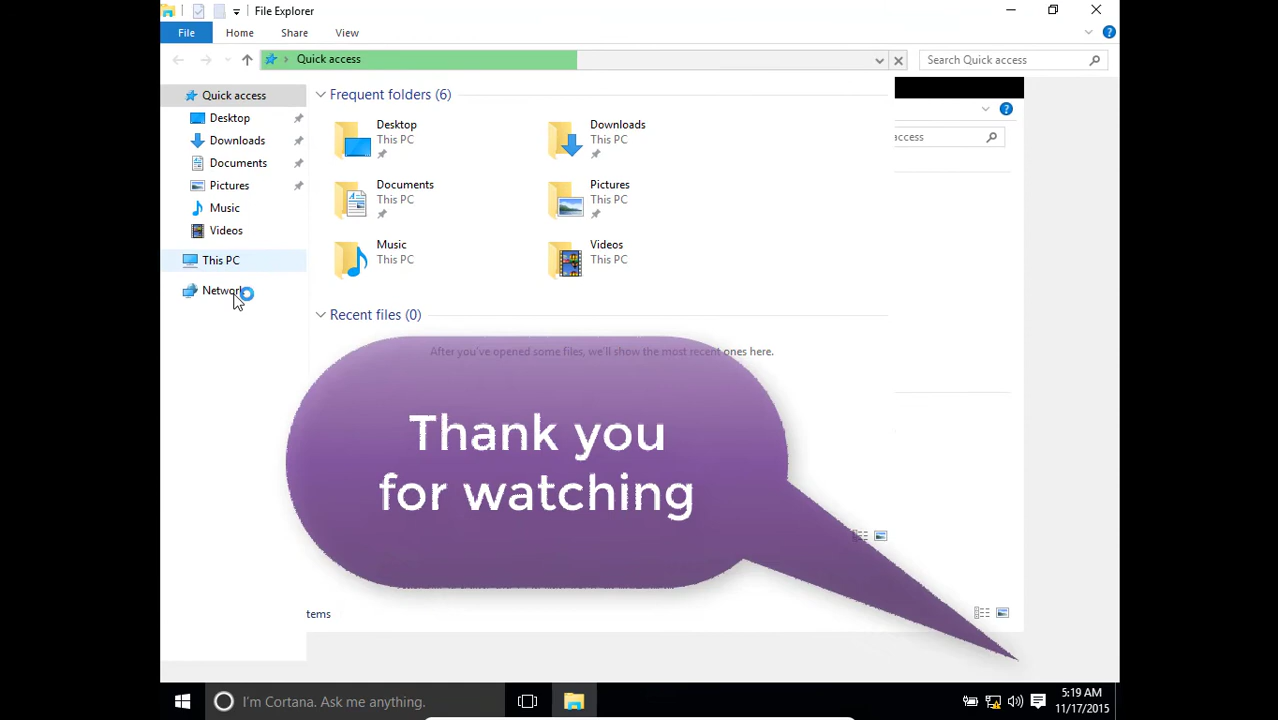 File Explorer
File Home Share View
Quick access
Search Quick access
Quick access
Desktop
Downloads
Documents
Pictures
Music
Videos
This PC
Network
Frequent folders (6)
Desktop
This PC
Downloads
This PC
Documents
This PC
Pictures
This PC
Music
This PC
Videos
This PC
access
Recent files (0)
After you've opened some files, we'll show the most recent ones here.
Thank you
for watching
tems
I'm Cortana. Ask me anything.
5:19 AM
11/17/2015